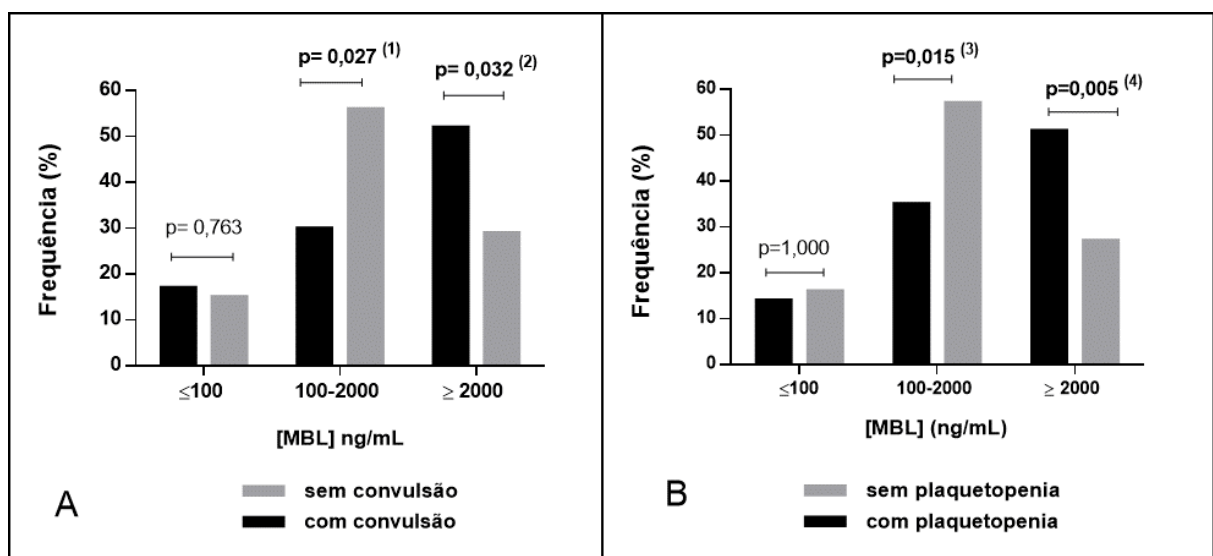 p= 0,027 (1)
p= 0,032 (2)
p= 0,763
Frequência (%)
60
50
40
30
20
10
0
≤100
100-2000
≥ 2000
[MBL] ng/mL
A
sem convulsão
com convulsão
p=0,015 (3)
p=0,005 (4)
p=1,000
Frequência (%)
60
50
40
30
20
10
0
≤100
100-2000
≥ 2000
[MBL] (ng/mL)
B
sem plaquetopenia
com plaquetopenia